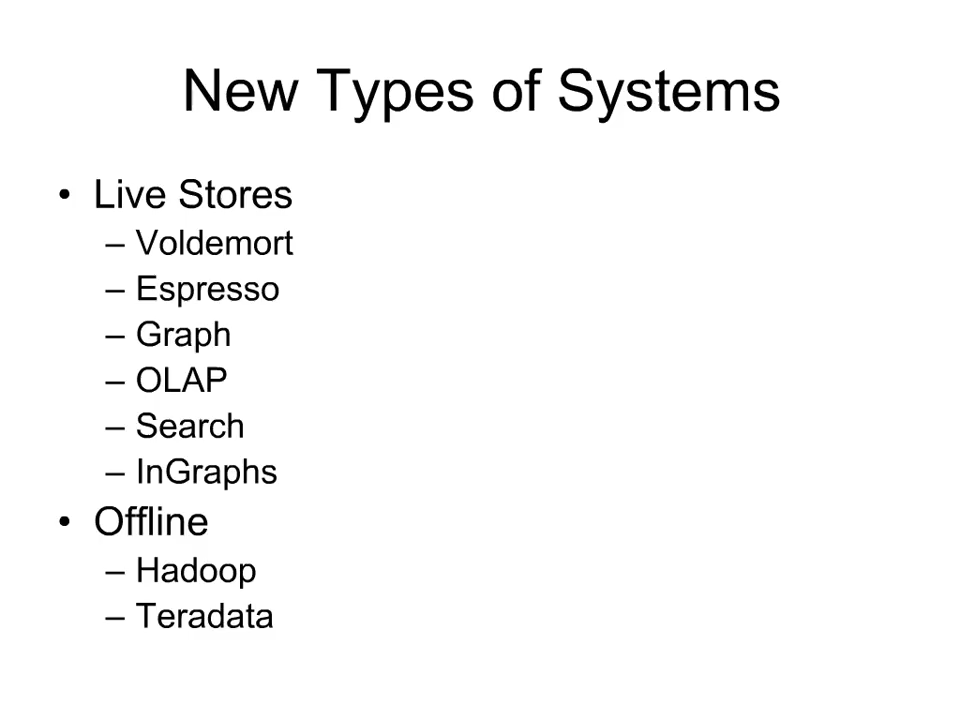 New Types of Systems
• Live Stores
– Voldemort
– Espresso
– Graph
– OLAP
– Search
– InGraphs
• Offline
– Hadoop
– Teradata